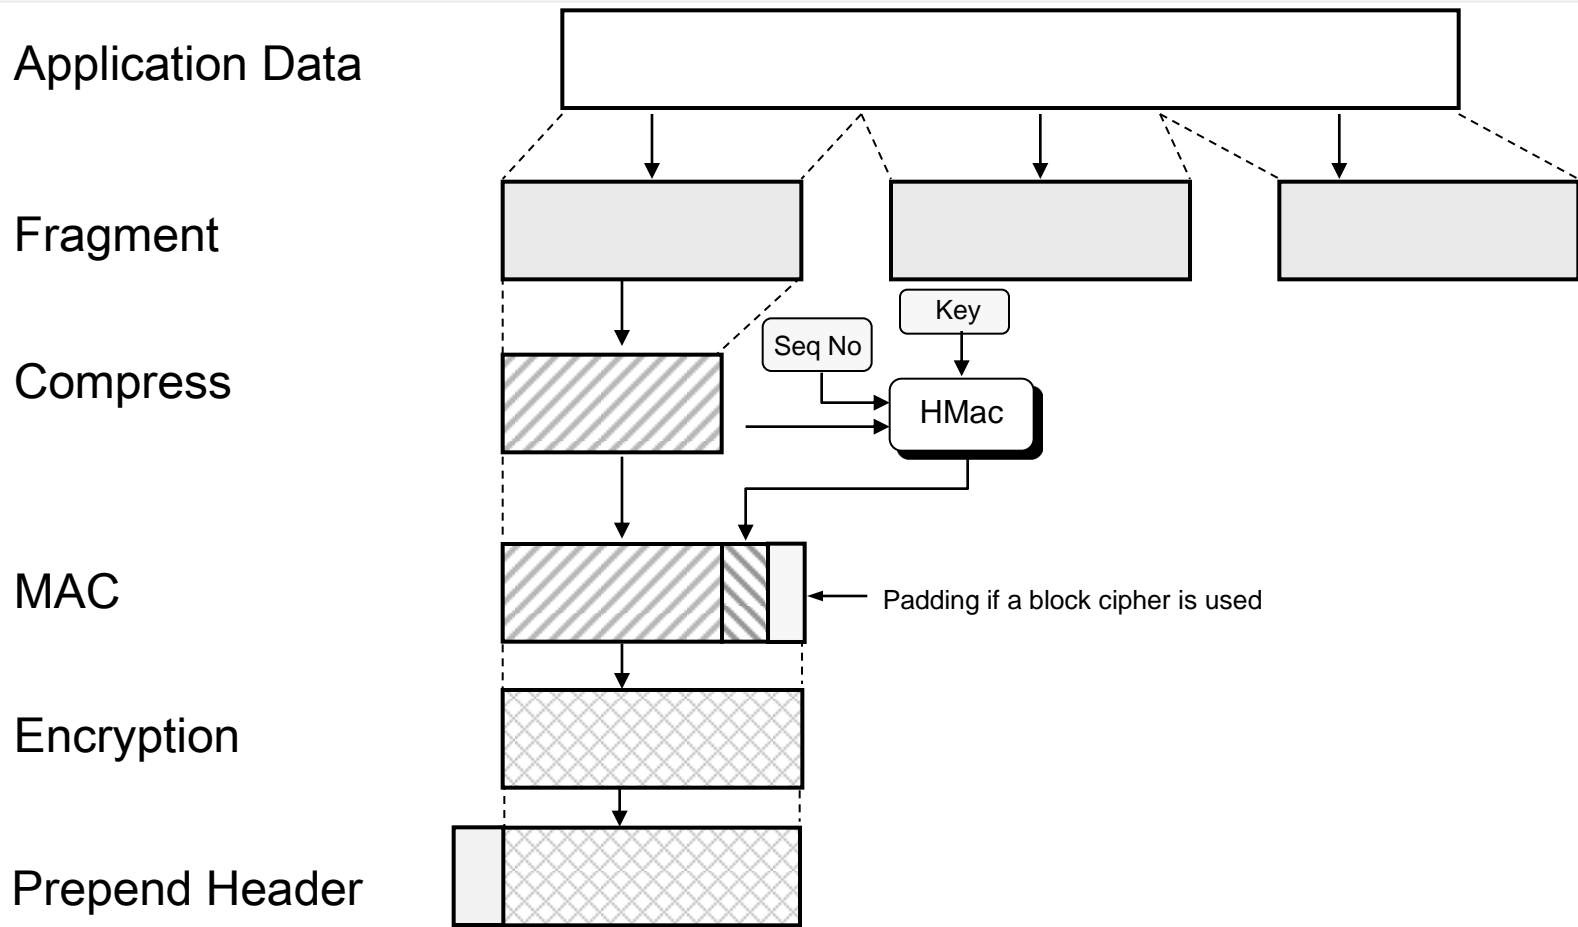 Application Data
Fragment
Key
Seq No
Compress
HMac
MAC
Padding if a block cipher is used
Encryption
Prepend Header